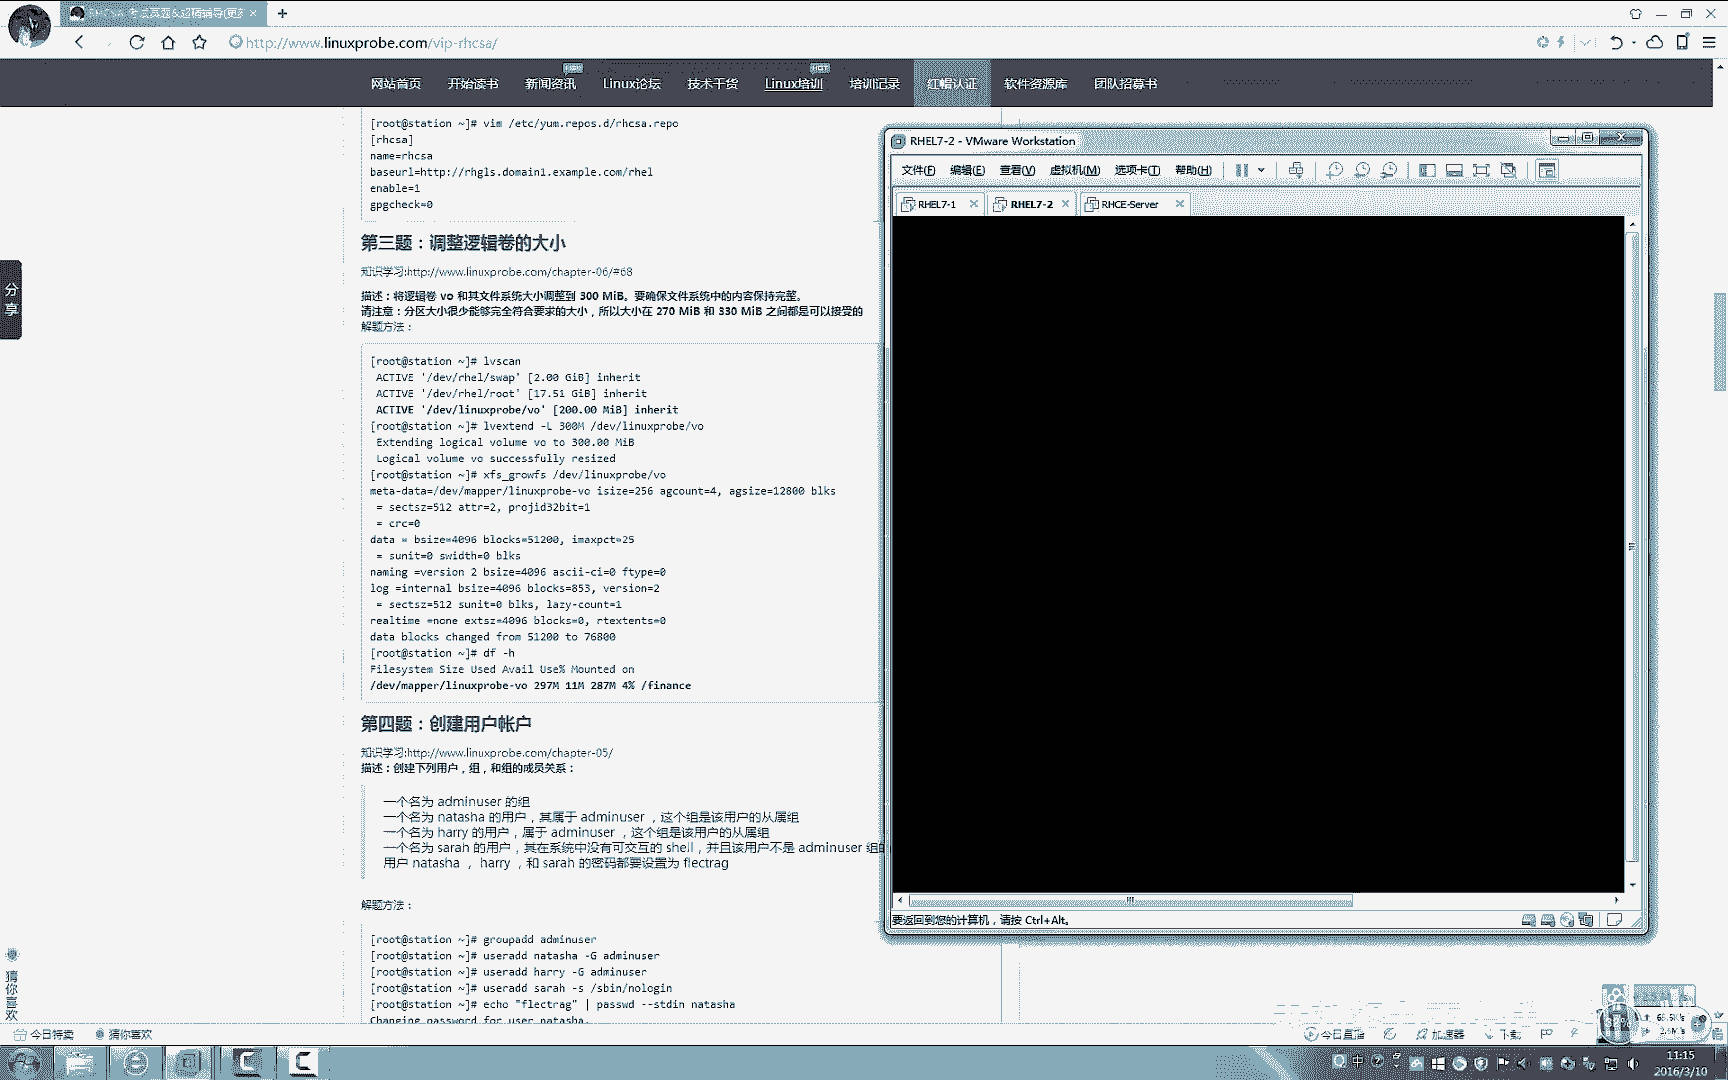 RHCSA 考试真题&超精辅导(更新
http://www.linuxprobe.com/vip-rhcsa/
网站首页 开始读书 新闻资讯 Linux论坛 技术干货 Linux培训 培训记录 红帽认证 软件资源库 团队招募书
分享
[root@station ~]# vim /etc/yum.repos.d/rhcsa.repo
[rhcsa]
name=rhcsa
baseurl=http://rhgls.domain1.example.com/rhel
enable=1
gpgcheck=0
第三题：调整逻辑卷的大小
知识学习:http://www.linuxprobe.com/chapter-06/#68
描述：将逻辑卷 vo 和其文件系统大小调整到 300 MiB。要确保文件系统中的内容保持完整。
请注意：分区大小很少能够完全符合要求的大小，所以大小在 270 MiB 和 330 MiB 之间都是可以接受的
解题方法：
[root@station ~]# lvscan
ACTIVE '/dev/rhel/swap' [2.00 GiB] inherit
ACTIVE '/dev/rhel/root' [17.51 GiB] inherit
ACTIVE '/dev/linuxprobe/vo' [200.00 MiB] inherit
[root@station ~]# lvextend -L 300M /dev/linuxprobe/vo
Extending logical volume vo to 300.00 MiB
Logical volume vo successfully resized
[root@station ~]# xfs_growfs /dev/linuxprobe/vo
meta-data=/dev/mapper/linuxprobe-vo isize=256 agcount=4, agsize=12800 blks
= sectsz=512 attr=2, projid32bit=1
= crc=0
data = bsize=4096 blocks=51200, imaxpct=25
= sunit=0 swidth=0 blks
naming =version 2 bsize=4096 ascii-ci=0 ftype=0
log =internal bsize=4096 blocks=853, version=2
= sectsz=512 sunit=0 blks, lazy-count=1
realtime =none extsz=4096 blocks=0, rtextents=0
data blocks changed from 51200 to 76800
[root@station ~]# df -h
Filesystem Size Used Avail Use% Mounted on
/dev/mapper/linuxprobe-vo 297M 11M 287M 4% /finance
第四题：创建用户帐户
知识学习:http://www.linuxprobe.com/chapter-05/
描述：创建下列用户，组，和组的成员关系：
一个名为 adminuser 的组
一个名为 natasha 的用户，其属于 adminuser ，这个组是该用户的从属组
一个名为 harry 的用户，属于 adminuser ，这个组是该用户的从属组
一个名为 sarah 的用户，其在系统中没有可交互的 shell，并且该用户不是 adminuser 组的
用户 natasha ， harry ，和 sarah 的密码都要设置为 flectrag
解题方法：
[root@station ~]# groupadd adminuser
[root@station ~]# useradd natasha -G adminuser
[root@station ~]# useradd harry -G adminuser
[root@station ~]# useradd sarah -s /sbin/nologin
[root@station ~]# echo "flectrag" | passwd --stdin natasha
Changing password for user natasha.
RHEL7-2 - VMware Workstation
文件(F) 编辑(E) 查看(V) 虚拟机(M) 选项卡(T) 帮助(H)
RHEL7-1 RHEL7-2 RHCE-Server
要返回到您的计算机，请按 Ctrl+Alt。
猜你喜欢
今日特卖 猜你喜欢
今日直播 加速器 下载
中
11:15
2016/3/10